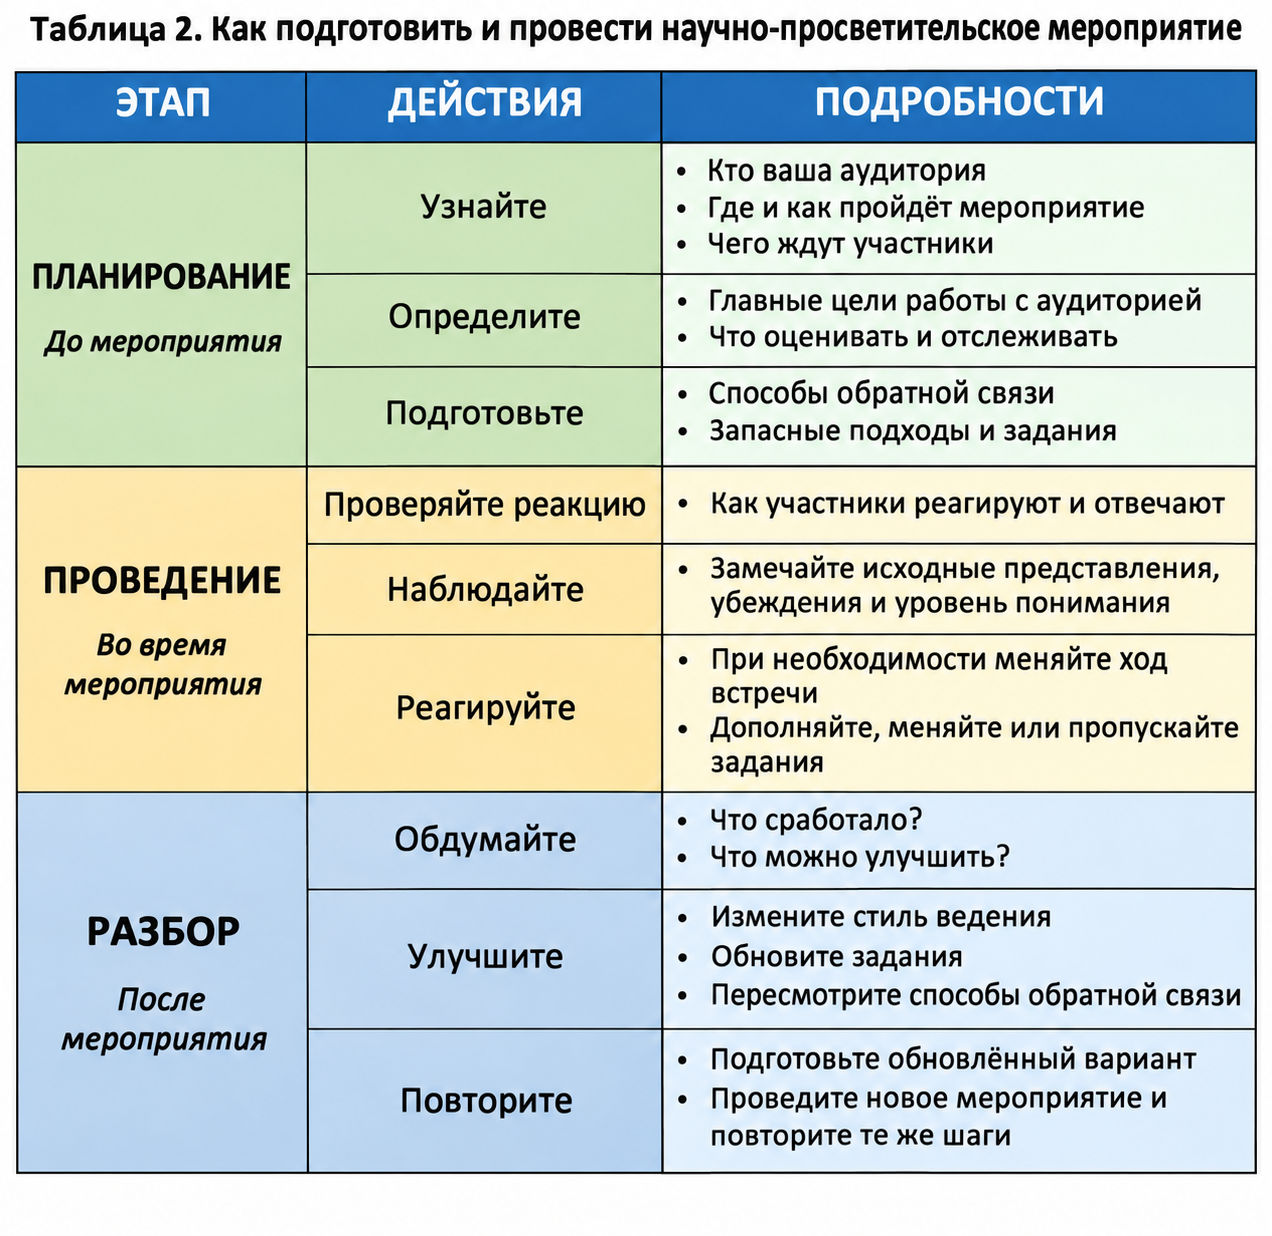 Таблица 2. Как подготовить и провести научно-просветительское мероприятие
ЭТАП
ДЕЙСТВИЯ
ПОДРОБНОСТИ
ПЛАНИРОВАНИЕ
До мероприятия
Узнайте
• Кто ваша аудитория
• Где и как пройдёт мероприятие
• Чего ждут участники
Определите
• Главные цели работы с аудиторией
• Что оценивать и отслеживать
Подготовьте
• Способы обратной связи
• Запасные подходы и задания
ПРОВЕДЕНИЕ
Во время
мероприятия
Проверяйте реакцию
• Как участники реагируют и отвечают
Наблюдайте
• Замечайте исходные представления,
убеждения и уровень понимания
Реагируйте
• При необходимости меняйте ход
встречи
• Дополняйте, меняйте или пропускайте
задания
РАЗБОР
После
мероприятия
Обдумайте
• Что сработало?
• Что можно улучшить?
Улучшите
• Измените стиль ведения
• Обновите задания
• Пересмотрите способы обратной связи
Повторите
• Подготовьте обновлённый вариант
• Проведите новое мероприятие и
повторите те же шаги